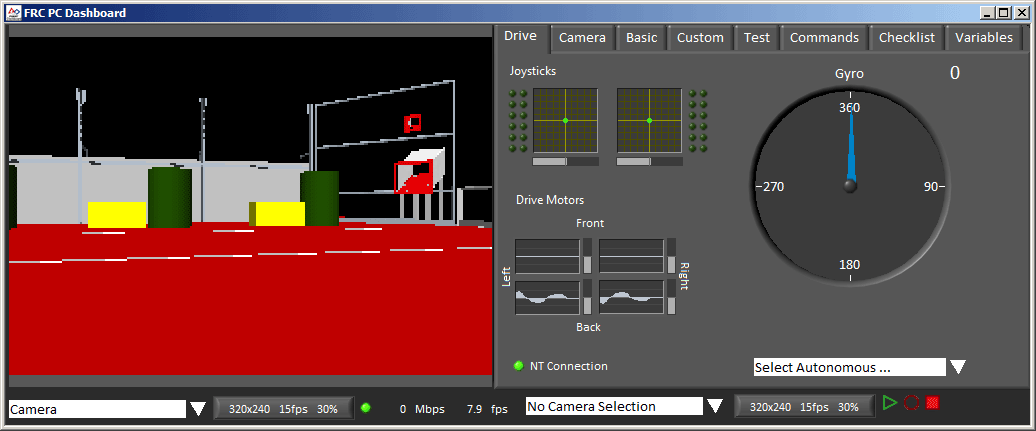 FRC PC Dashboard
Drive Camera Basic Custom Test Commands Checklist Variables
Joysticks
Gyro 0
360
270 90
180
Drive Motors
Front
Left Right
Back
NT Connection
Select Autonomous ...
Camera 320x240 15fps 30% 0 Mbps 7.9 fps No Camera Selection 320x240 15fps 30%